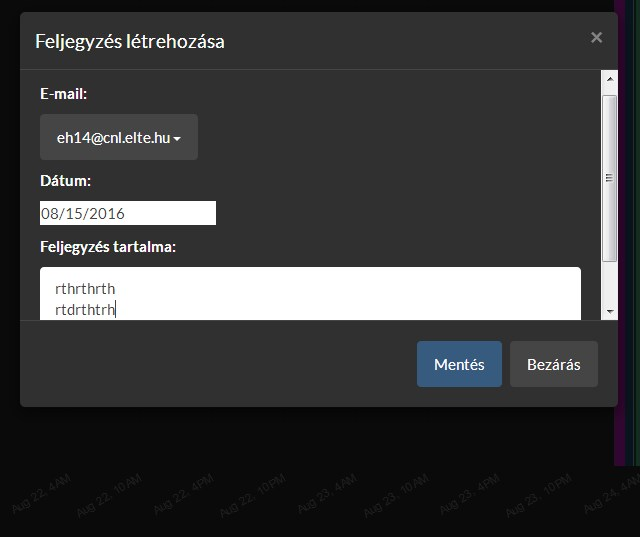 Feljegyzés létrehozása
×
E-mail:
eh14@cnl.elte.hu
Dátum:
08/15/2016
Feljegyzés tartalma:
rthrthrth
rtdrthtrh
Mentés
Bezárás
Aug 22, 4AM
Aug 22, 10AM
Aug 22, 4PM
Aug 22, 10PM
Aug 23, 4AM
Aug 23, 10AM
Aug 23, 4PM
Aug 23, 10PM
Aug 24, 4AM